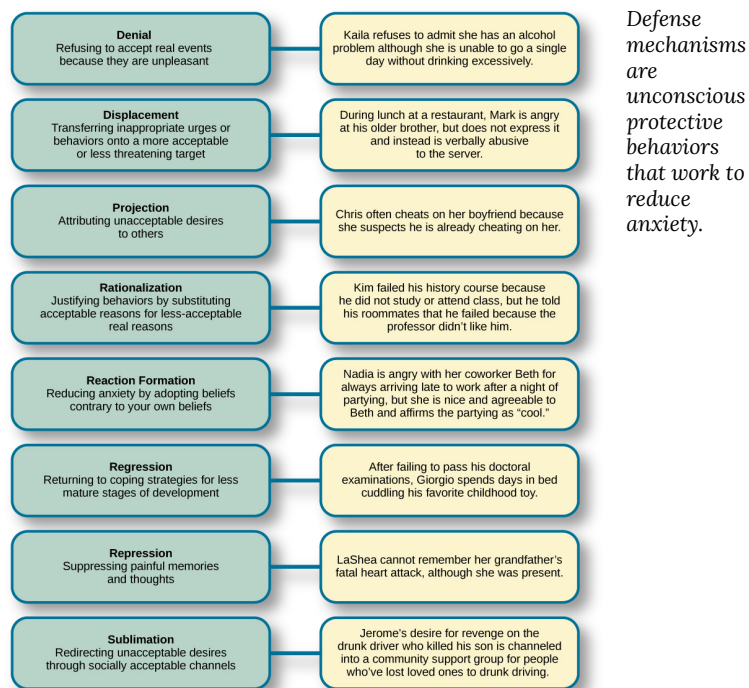 Denial
Refusing to accept real events
because they are unpleasant
Kaila refuses to admit she has an alcohol
problem although she is unable to go a single
day without drinking excessively.
Displacement
Transferring inappropriate urges or
behaviors onto a more acceptable
or less threatening target
During lunch at a restaurant, Mark is angry
at his older brother, but does not express it
and instead is verbally abusive
to the server.
Projection
Attributing unacceptable desires
to others
Chris often cheats on her boyfriend because
she suspects he is already cheating on her.
Rationalization
Justifying behaviors by substituting
acceptable reasons for less-acceptable
real reasons
Kim failed his history course because
he did not study or attend class, but he told
his roommates that he failed because the
professor didn’t like him.
Reaction Formation
Reducing anxiety by adopting beliefs
contrary to your own beliefs
Nadia is angry with her coworker Beth for
always arriving late to work after a night of
partying, but she is nice and agreeable to
Beth and affirms the partying as “cool.”
Regression
Returning to coping strategies for less
mature stages of development
After failing to pass his doctoral
examinations, Giorgio spends days in bed
cuddling his favorite childhood toy.
Repression
Suppressing painful memories
and thoughts
LaShea cannot remember her grandfather’s
fatal heart attack, although she was present.
Sublimation
Redirecting unacceptable desires
through socially acceptable channels
Jerome’s desire for revenge on the
drunk driver who killed his son is channeled
into a community support group for people
who’ve lost loved ones to drunk driving.
Defense
mechanisms
are
unconscious
protective
behaviors
that work to
reduce
anxiety.